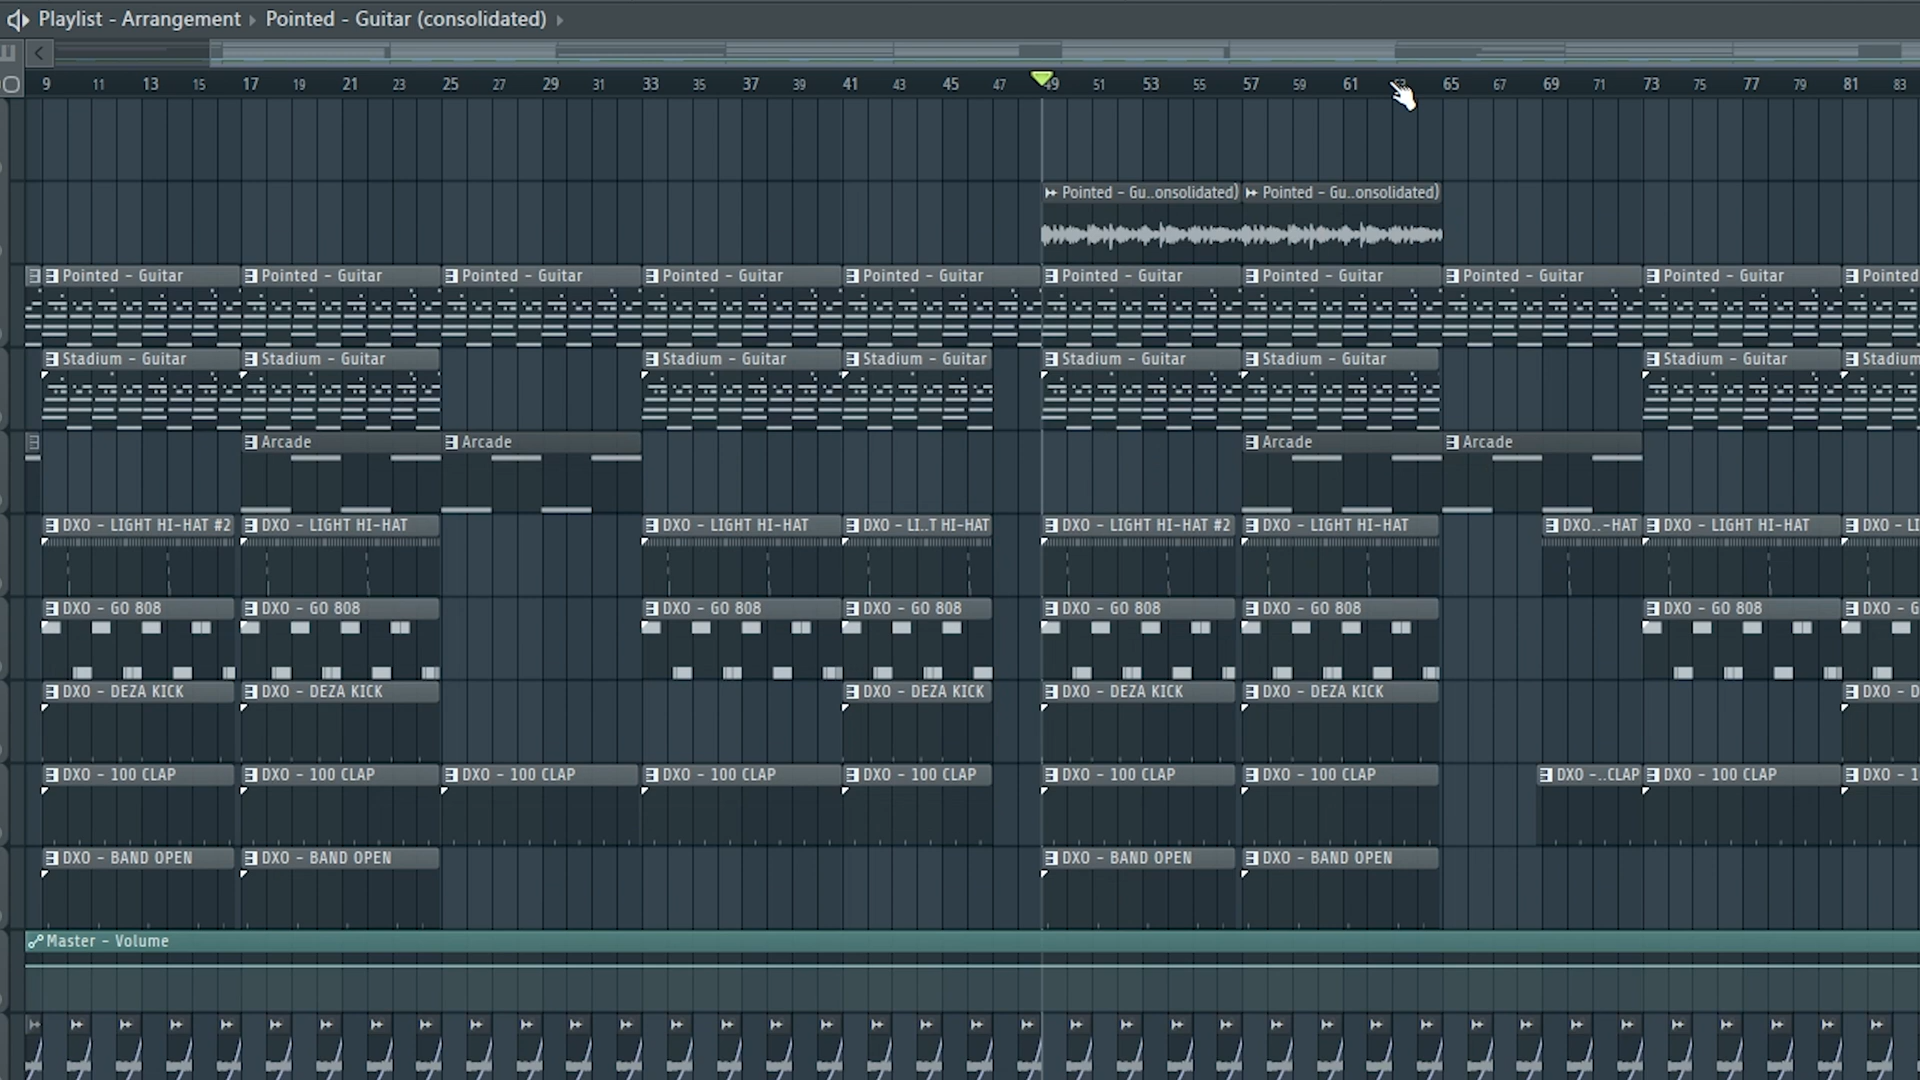 Playlist - Arrangement ▸ Pointed - Guitar (consolidated) ▸
9 11 13 15 17 19 21 23 25 27 29 31 33 35 37 39 41 43 45 47 49 51 53 55 57 59 61 63 65 67 69 71 73 75 77 79 81 83
Pointed - Gu..onsolidated) Pointed - Gu..onsolidated)
Pointed - Guitar Pointed - Guitar Pointed - Guitar Pointed - Guitar Pointed - Guitar Pointed - Guitar Pointed - Guitar Pointed - Guitar Pointed - Guitar Pointed
Stadium - Guitar Stadium - Guitar Stadium - Guitar Stadium - Guitar Stadium - Guitar Stadium - Guitar Stadium - Guitar Stadium
Arcade Arcade Arcade Arcade
DXO - LIGHT HI-HAT #2 DXO - LIGHT HI-HAT DXO - LIGHT HI-HAT DXO - LI..T HI-HAT DXO - LIGHT HI-HAT #2 DXO - LIGHT HI-HAT DXO..-HAT DXO - LIGHT HI-HAT DXO - LI
DXO - GO 808 DXO - GO 808 DXO - GO 808 DXO - GO 808 DXO - GO 808 DXO - GO 808 DXO - GO 808 DXO - G
DXO - DEZA KICK DXO - DEZA KICK DXO - DEZA KICK DXO - DEZA KICK DXO - DEZA KICK DXO - D
DXO - 100 CLAP DXO - 100 CLAP DXO - 100 CLAP DXO - 100 CLAP DXO - 100 CLAP DXO - 100 CLAP DXO - 100 CLAP DXO -..CLAP DXO - 100 CLAP DXO - 1
DXO - BAND OPEN DXO - BAND OPEN DXO - BAND OPEN DXO - BAND OPEN
Master - Volume